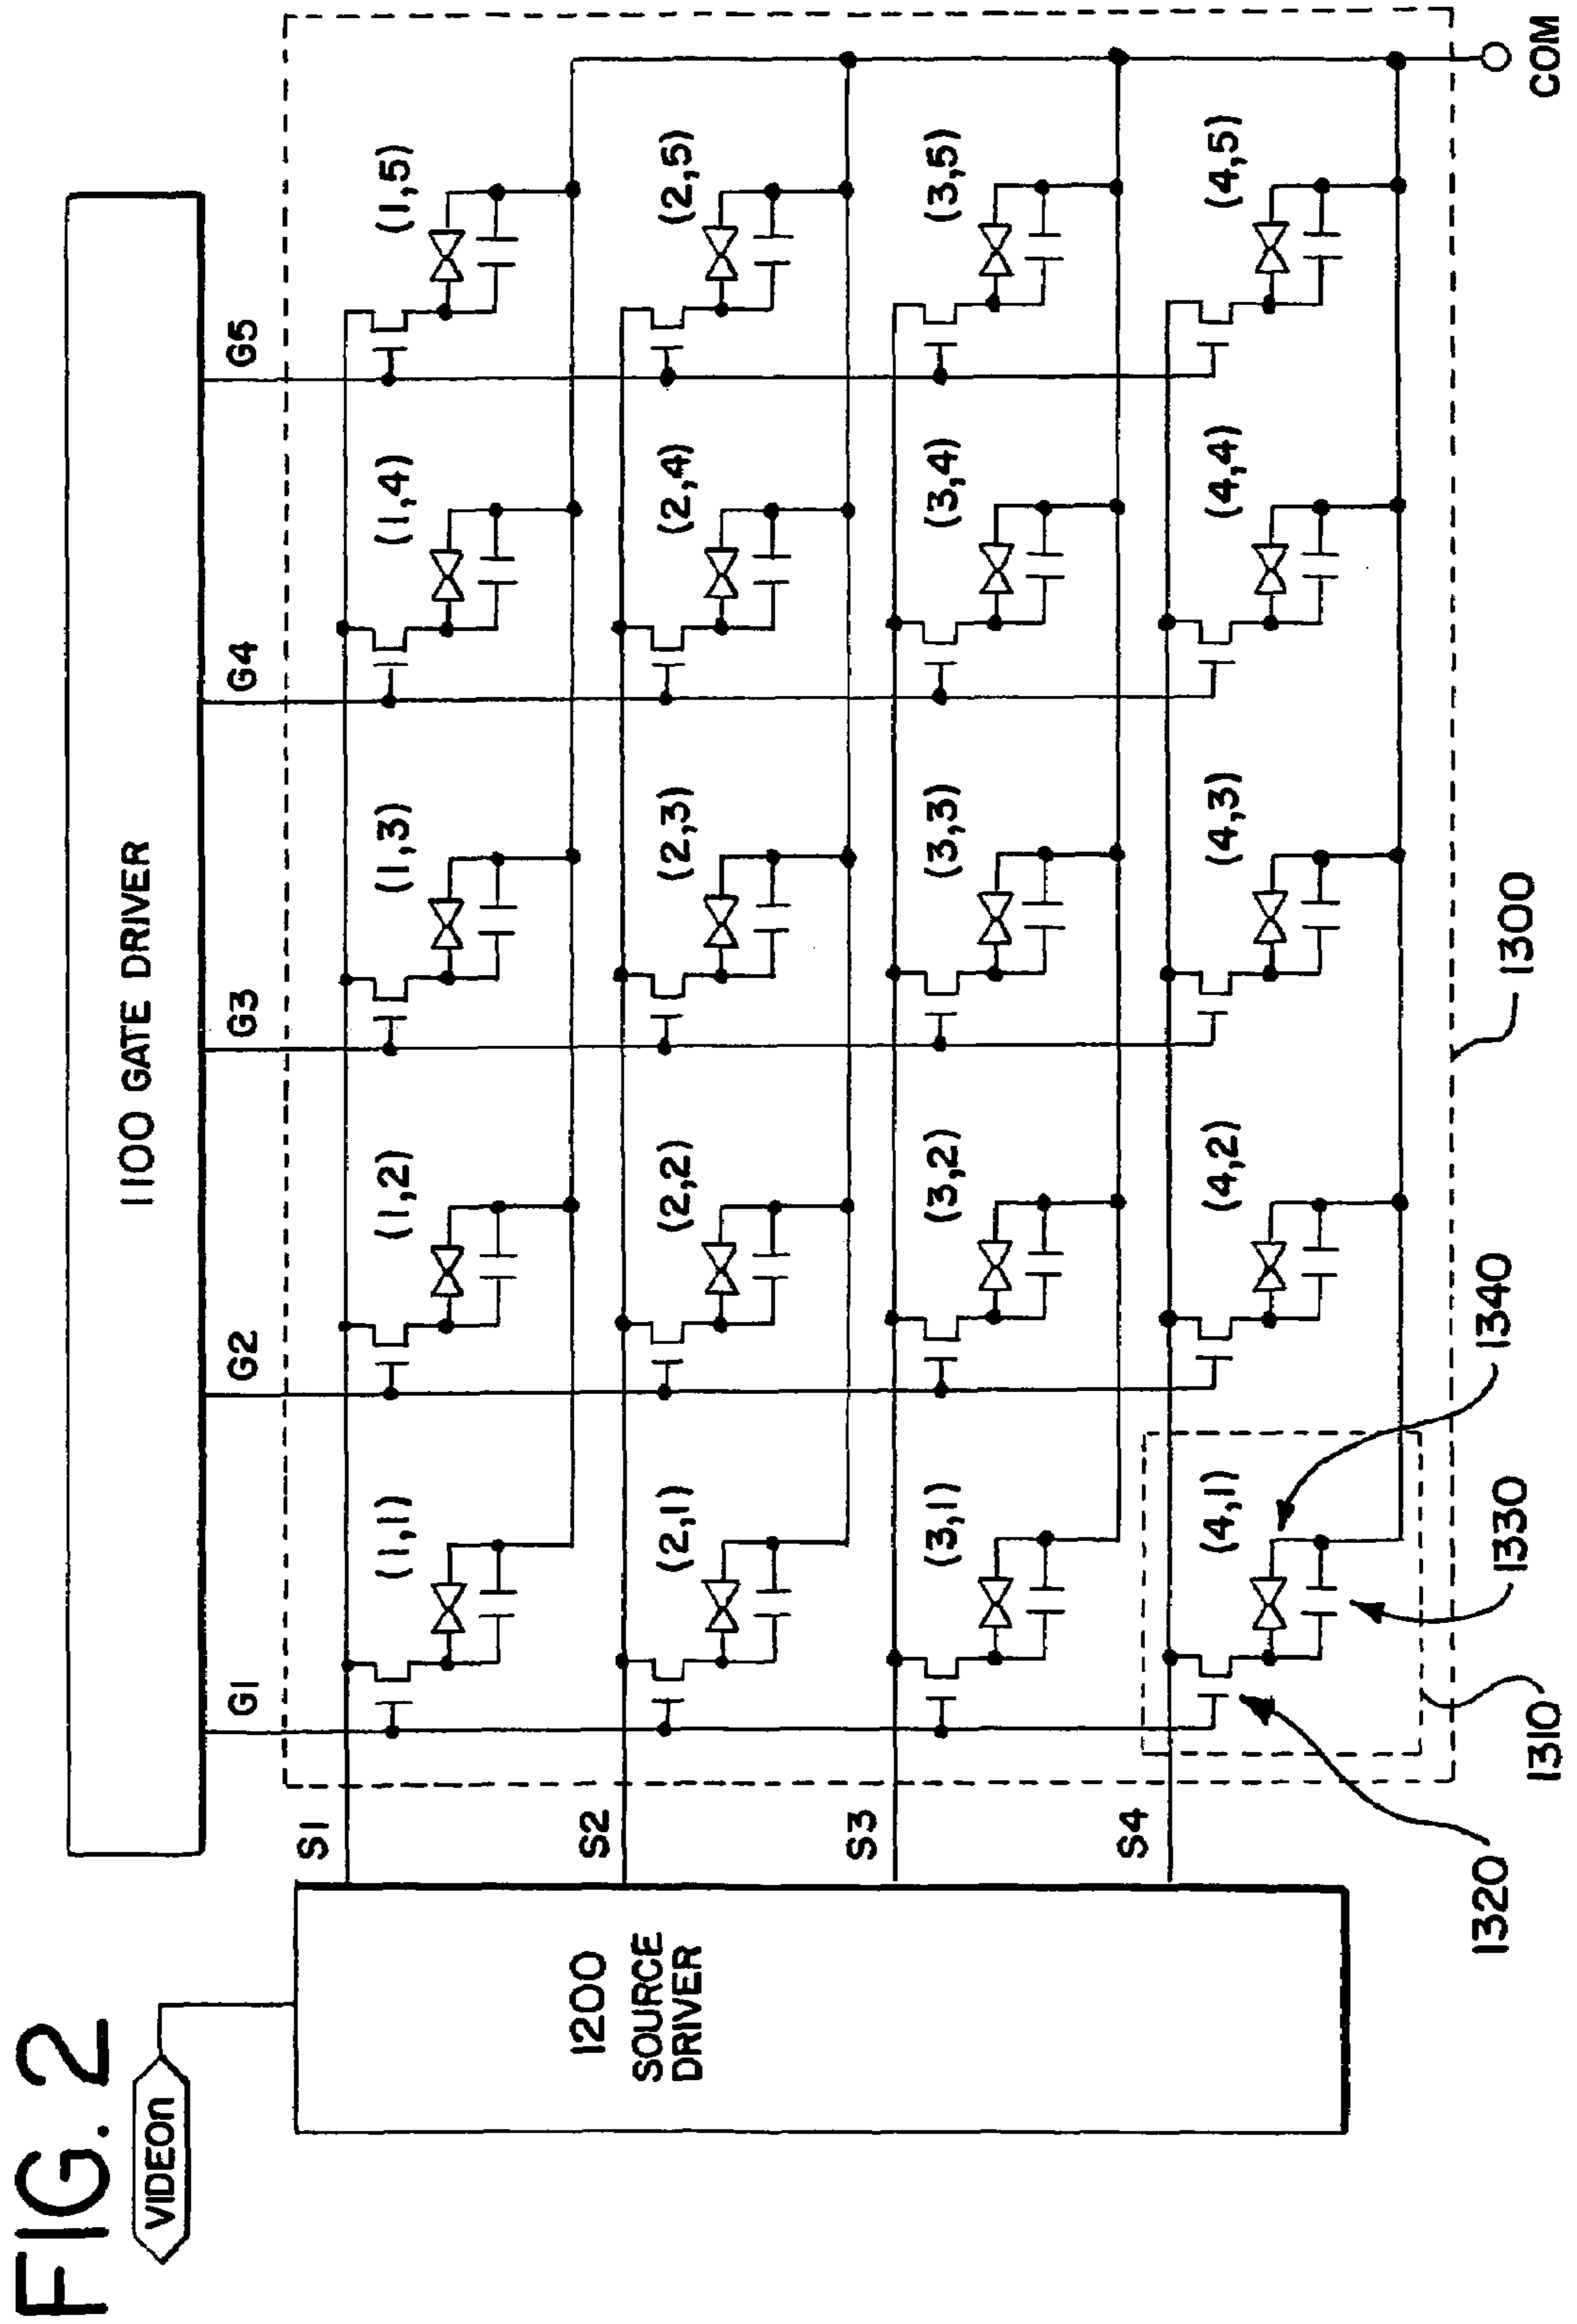 FIG. 2
VIDEOn
1100 GATE DRIVER
1200
SOURCE
DRIVER
G1
G2
G3
G4
G5
S1
(1,1)
(1,2)
(1,3)
(1,4)
(1,5)
S2
(2,1)
(2,2)
(2,3)
(2,4)
(2,5)
S3
(3,1)
(3,2)
(3,3)
(3,4)
(3,5)
S4
(4,1)
(4,2)
(4,3)
(4,4)
(4,5)
1320
1310
1330
1340
1300
COM